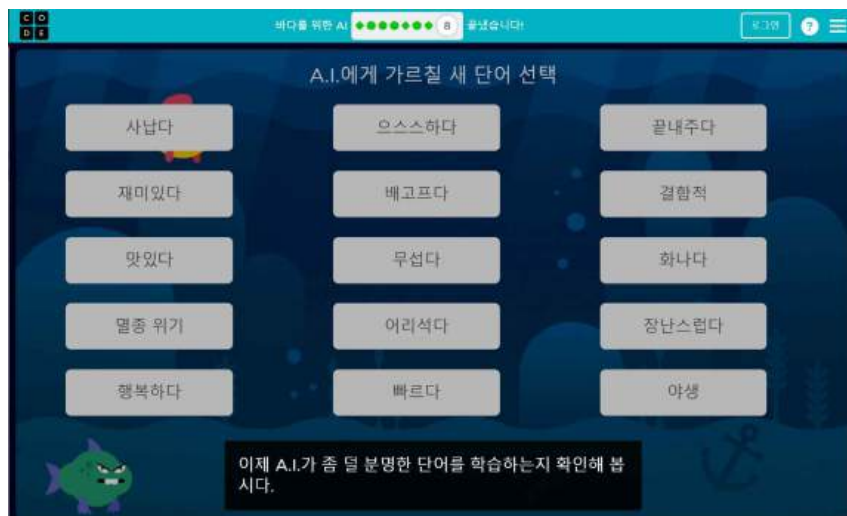 C O
D E
바다를 위한 AI 8 끝냈습니다! 로그인 ?
A.I.에게 가르칠 새 단어 선택
사납다 으스스하다 끝내주다
재미있다 배고프다 결합적
맛있다 무섭다 화나다
멸종 위기 어리석다 장난스럽다
행복하다 빠르다 야생
이제 A.I.가 좀 덜 분명한 단어를 학습하는지 확인해 봅
시다.